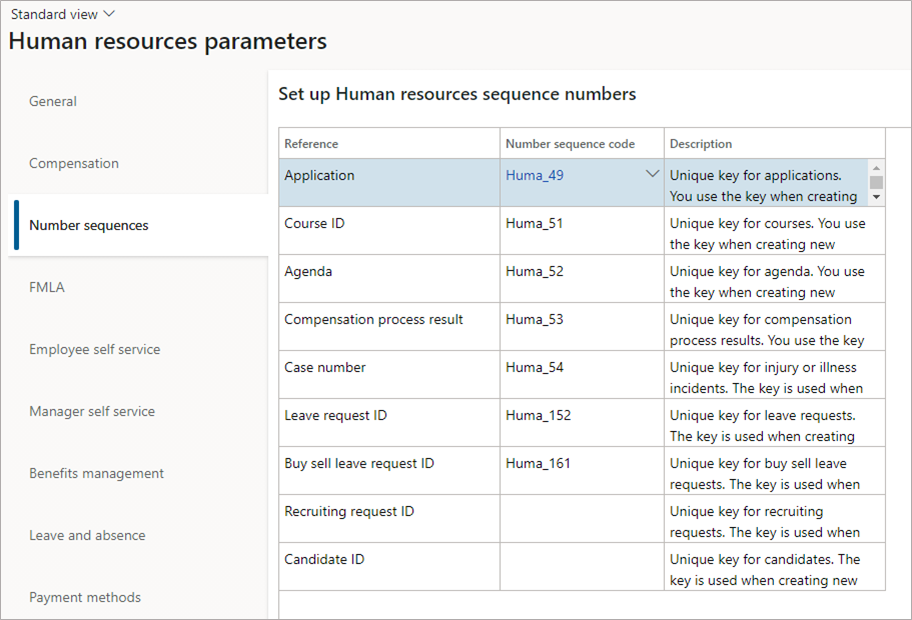 Standard view
Human resources parameters
General
Compensation
Number sequences
FMLA
Employee self service
Manager self service
Benefits management
Leave and absence
Payment methods
Set up Human resources sequence numbers
Reference Number sequence code Description
Application Huma_49 Unique key for applications.
You use the key when creating
Course ID Huma_51 Unique key for courses. You use
the key when creating new
Agenda Huma_52 Unique key for agenda. You use
the key when creating new
Compensation process result Huma_53 Unique key for compensation
process results. You use the key
Case number Huma_54 Unique key for injury or illness
incidents. The key is used when
Leave request ID Huma_152 Unique key for leave requests.
The key is used when creating
Buy sell leave request ID Huma_161 Unique key for buy sell leave
requests. The key is used when
Recruiting request ID Unique key for recruiting
requests. The key is used when
Candidate ID Unique key for candidates. The
key is used when creating new